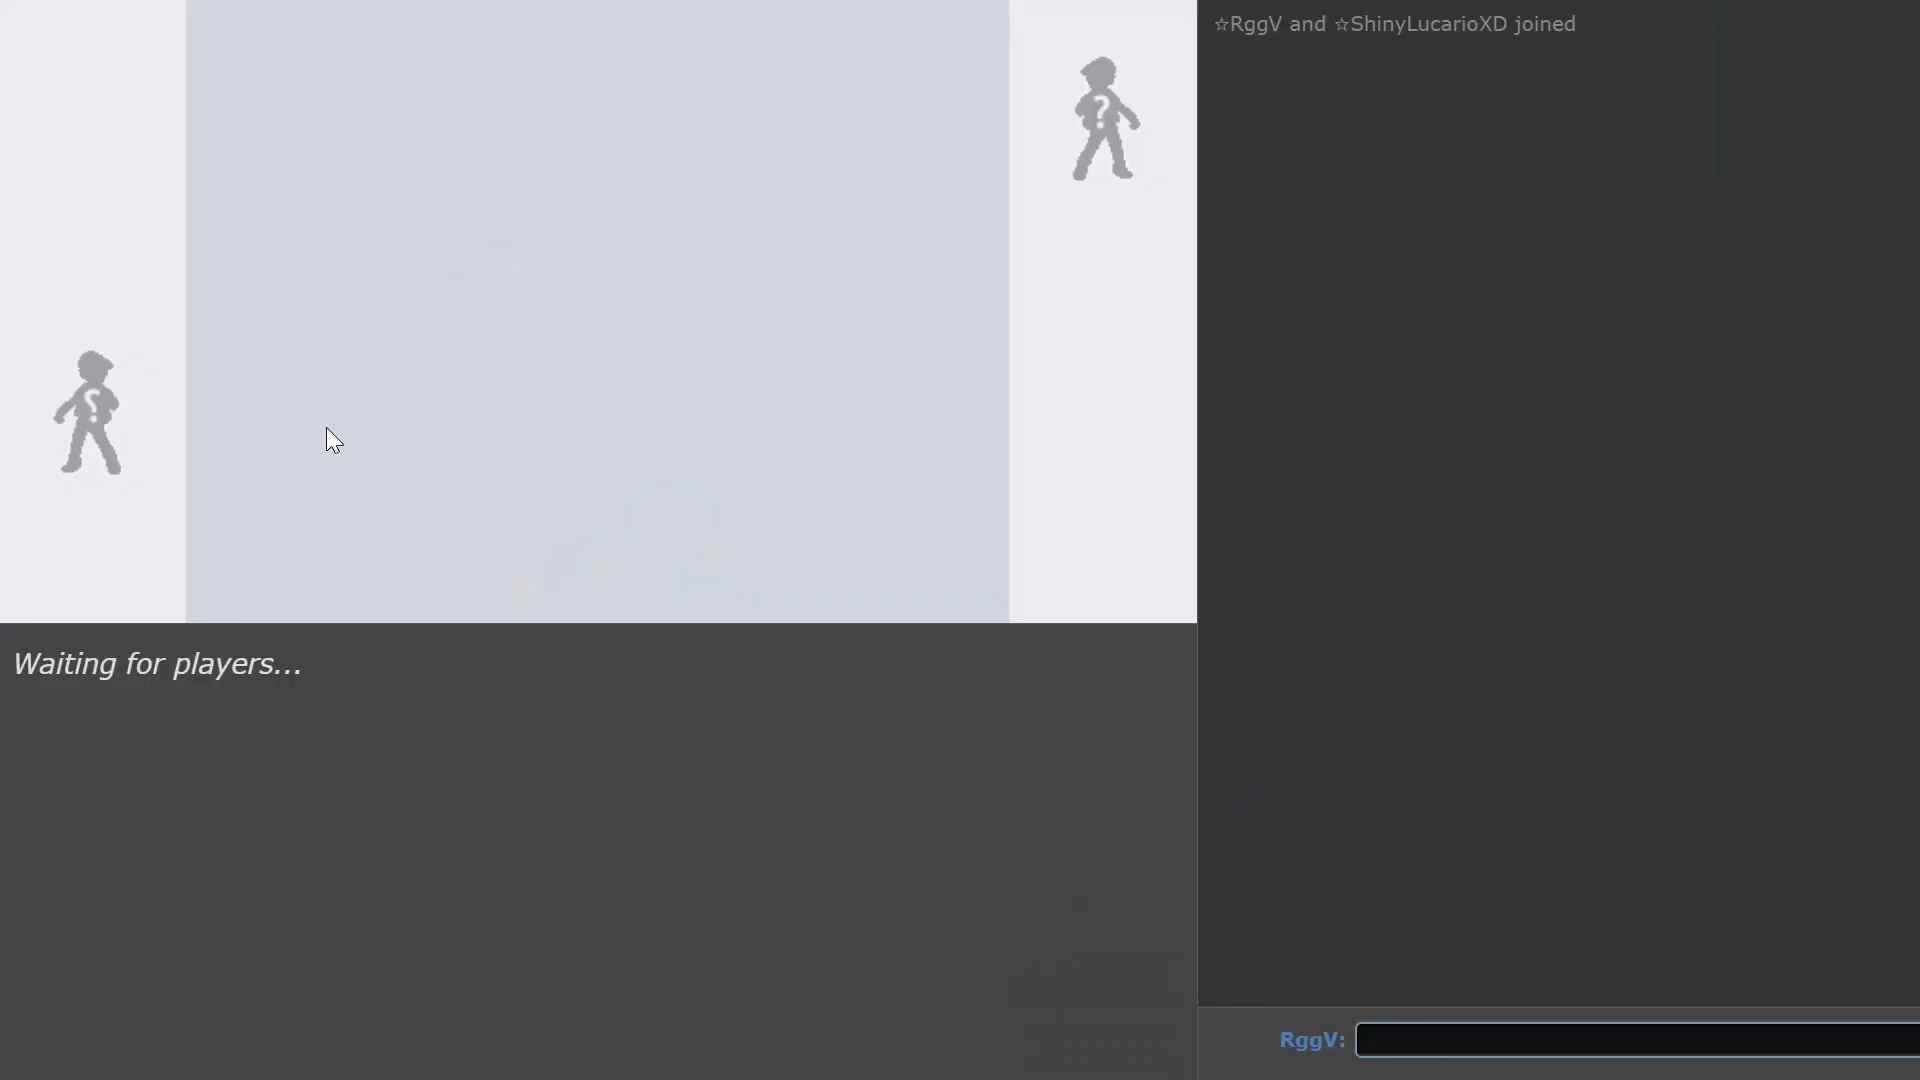 ☆RggV and ☆ShinyLucarioXD joined
?
?
Waiting for players...
RggV: